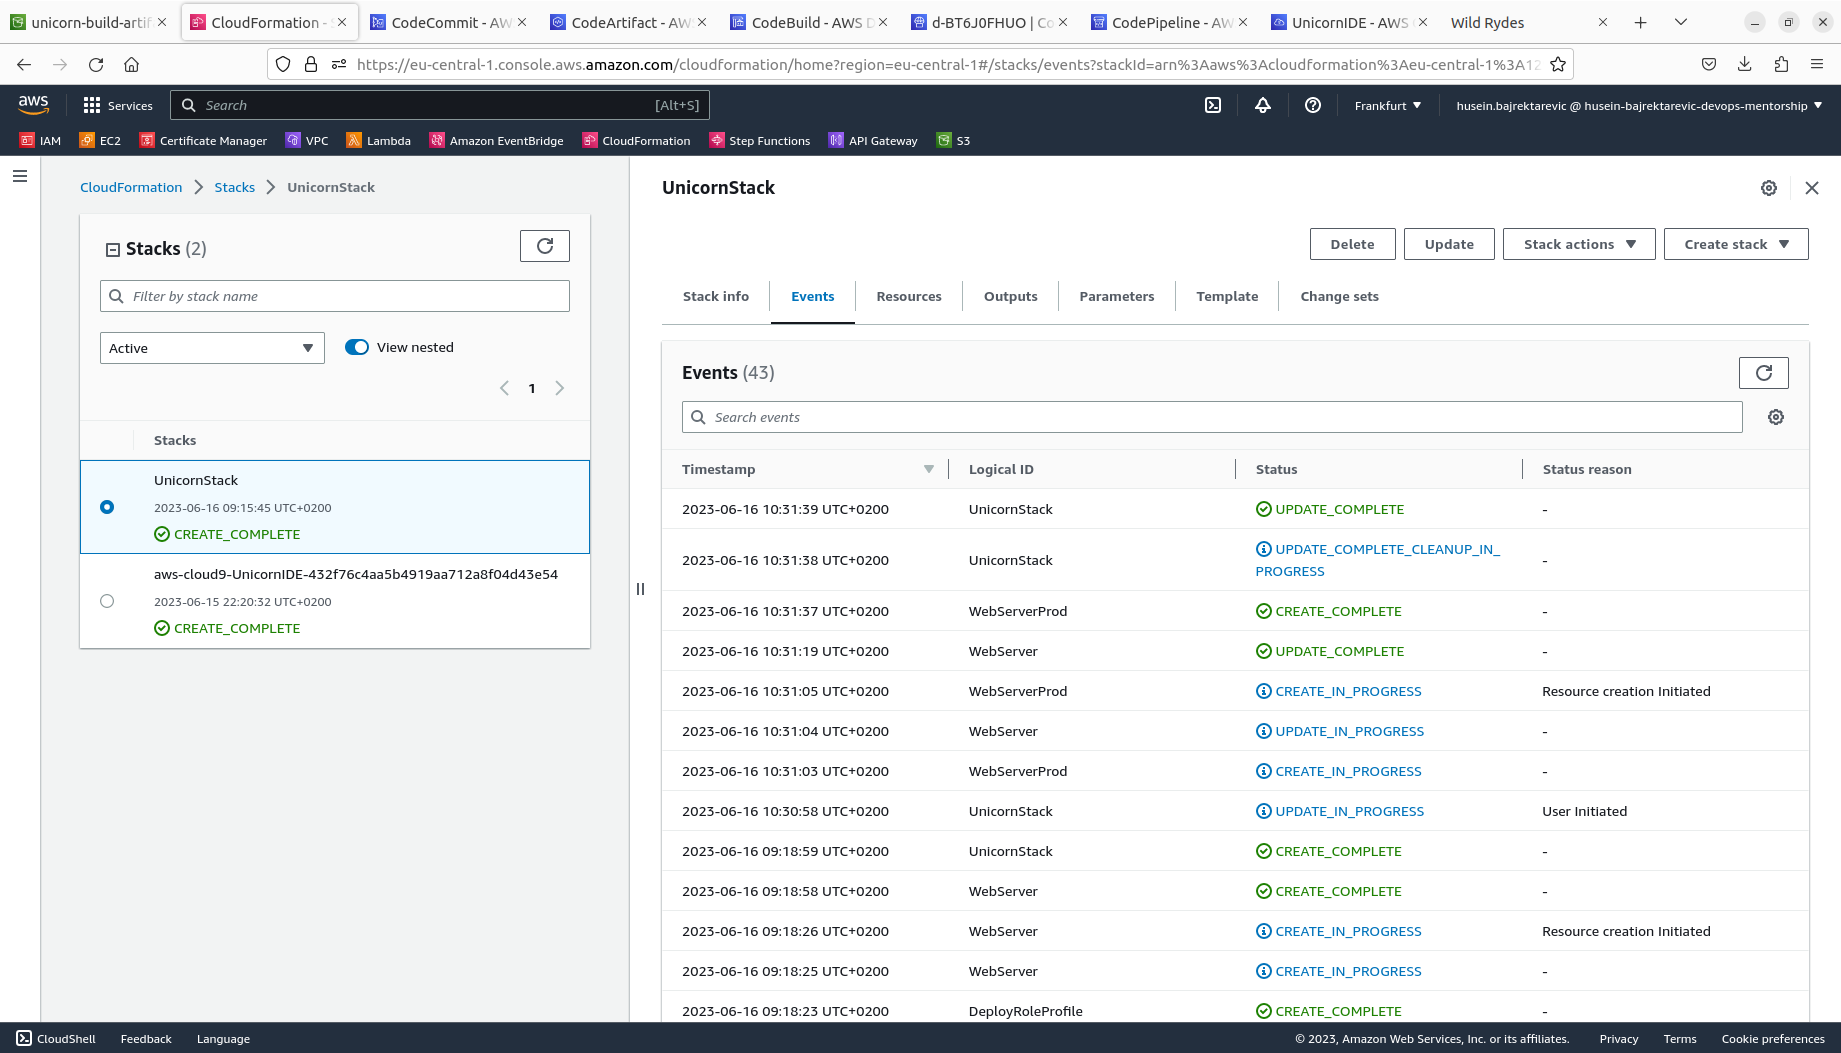 unicorn-build-artif
CloudFormation - S
CodeCommit - AW
CodeArtifact - AW
CodeBuild - AWS D
d-BT6J0FHUO | Co
CodePipeline - AW
UnicornIDE - AWS
Wild Rydes
https://eu-central-1.console.aws.amazon.com/cloudformation/home?region=eu-central-1#/stacks/events?stackId=arn%3Aaws%3Acloudformation%3Aeu-central-1%3A12
aws
Services
Search
[Alt+S]
Frankfurt
husein.bajrektarevic @ husein-bajrektarevic-devops-mentorship
IAM
EC2
Certificate Manager
VPC
Lambda
Amazon EventBridge
CloudFormation
Step Functions
API Gateway
S3
CloudFormation
Stacks
UnicornStack
Stacks (2)
Filter by stack name
Active
View nested
1
Stacks
UnicornStack
2023-06-16 09:15:45 UTC+0200
CREATE_COMPLETE
aws-cloud9-UnicornIDE-432f76c4aa5b4919aa712a8f04d43e54
2023-06-15 22:20:32 UTC+0200
CREATE_COMPLETE
UnicornStack
Delete
Update
Stack actions
Create stack
Stack info
Events
Resources
Outputs
Parameters
Template
Change sets
Events (43)
Search events
Timestamp Logical ID Status Status reason
2023-06-16 10:31:39 UTC+0200 UnicornStack UPDATE_COMPLETE -
2023-06-16 10:31:38 UTC+0200 UnicornStack UPDATE_COMPLETE_CLEANUP_IN_
PROGRESS -
2023-06-16 10:31:37 UTC+0200 WebServerProd CREATE_COMPLETE -
2023-06-16 10:31:19 UTC+0200 WebServer UPDATE_COMPLETE -
2023-06-16 10:31:05 UTC+0200 WebServerProd CREATE_IN_PROGRESS Resource creation Initiated
2023-06-16 10:31:04 UTC+0200 WebServer UPDATE_IN_PROGRESS -
2023-06-16 10:31:03 UTC+0200 WebServerProd CREATE_IN_PROGRESS -
2023-06-16 10:30:58 UTC+0200 UnicornStack UPDATE_IN_PROGRESS User Initiated
2023-06-16 09:18:59 UTC+0200 UnicornStack CREATE_COMPLETE -
2023-06-16 09:18:58 UTC+0200 WebServer CREATE_COMPLETE -
2023-06-16 09:18:26 UTC+0200 WebServer CREATE_IN_PROGRESS Resource creation Initiated
2023-06-16 09:18:25 UTC+0200 WebServer CREATE_IN_PROGRESS -
2023-06-16 09:18:23 UTC+0200 DeployRoleProfile CREATE_COMPLETE -
CloudShell
Feedback
Language
© 2023, Amazon Web Services, Inc. or its affiliates.
Privacy
Terms
Cookie preferences